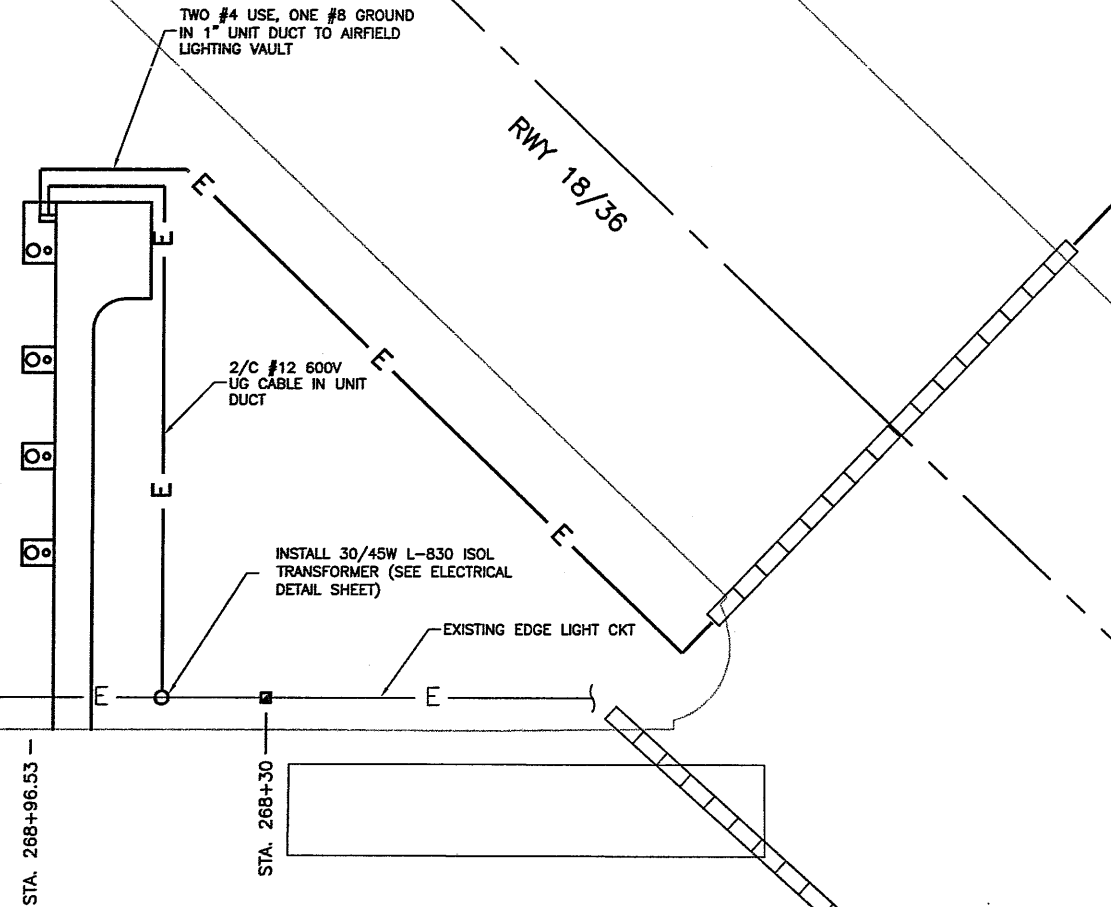 TWO #4 USE, ONE #8 GROUND
IN 1" UNIT DUCT TO AIRFIELD
LIGHTING VAULT
RWY 18/36
E
E
E
2/C #12 600V
UG CABLE IN UNIT
DUCT
E
E
INSTALL 30/45W L-830 ISOL
TRANSFORMER (SEE ELECTRICAL
DETAIL SHEET)
EXISTING EDGE LIGHT CKT
E
E
STA. 268+96.53
STA. 268+30